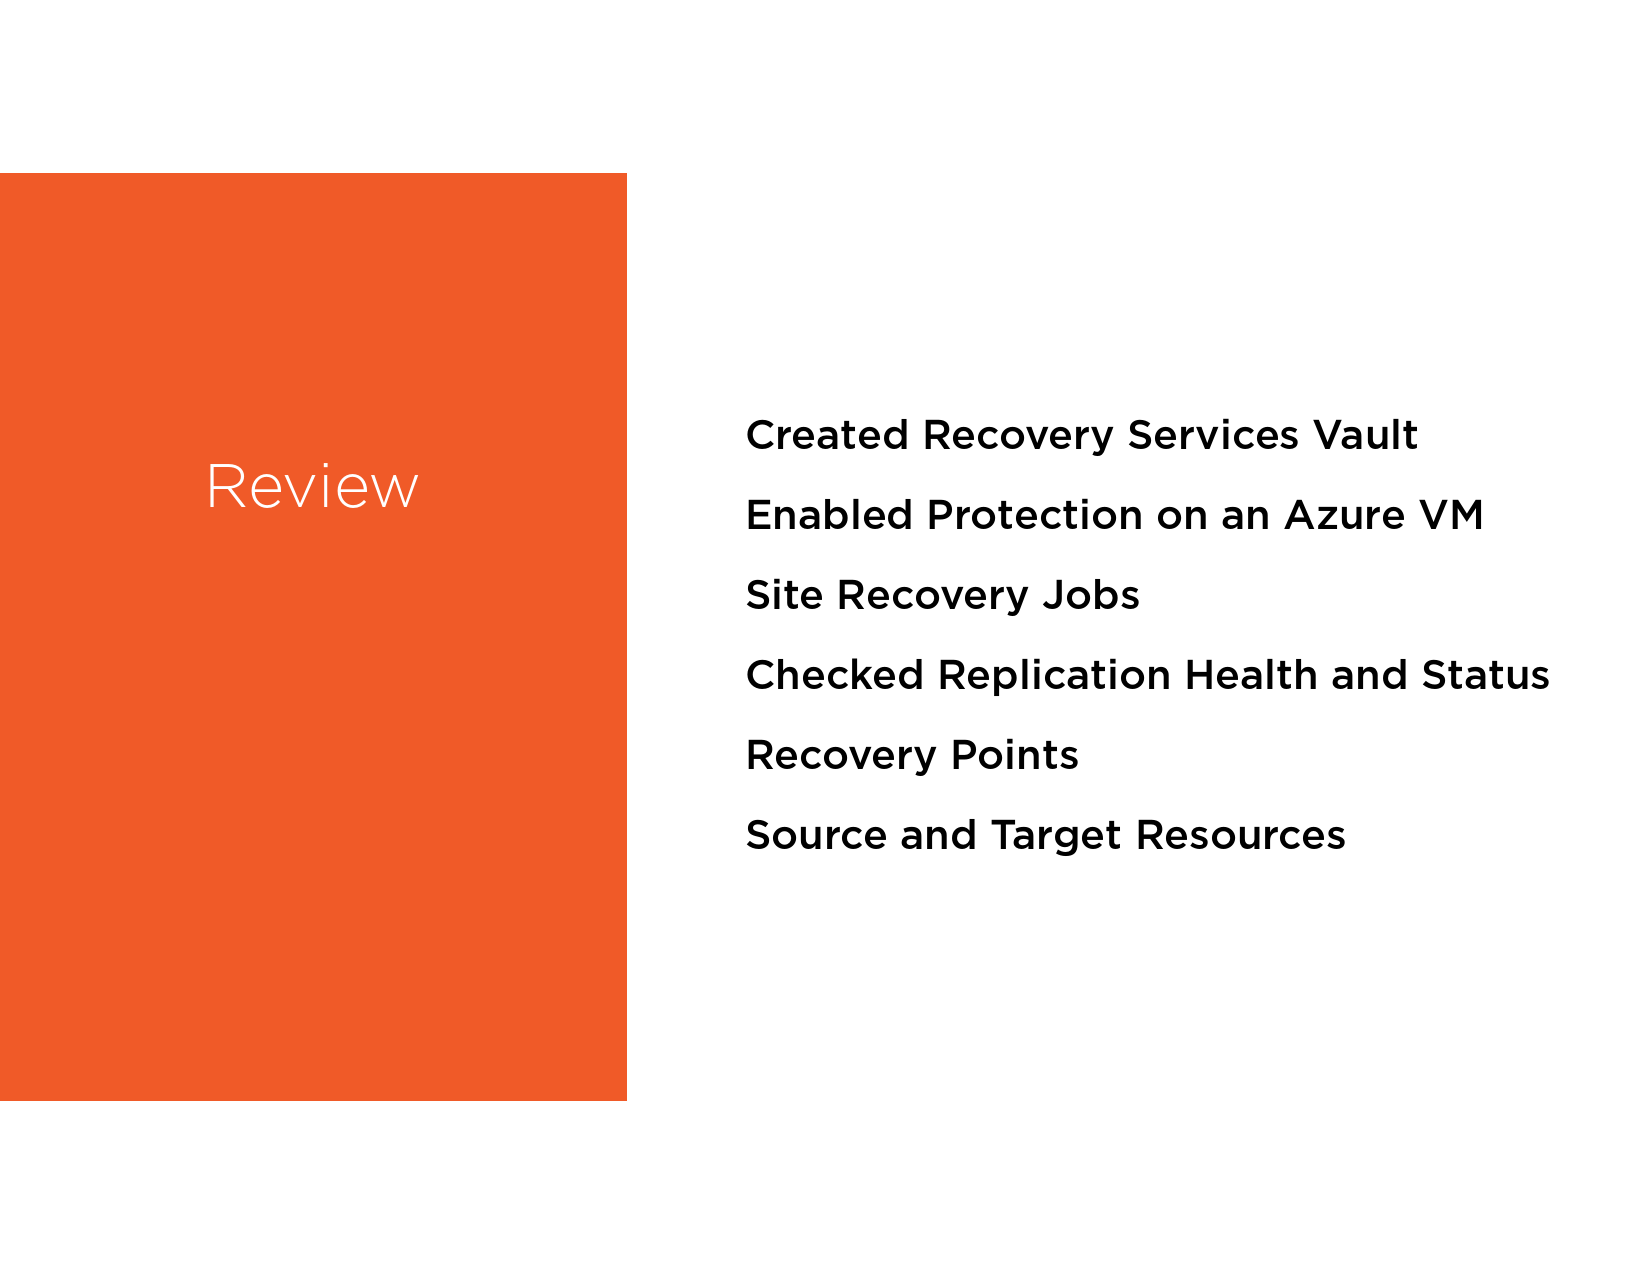 Review
Created Recovery Services Vault
Enabled Protection on an Azure VM
Site Recovery Jobs
Checked Replication Health and Status
Recovery Points
Source and Target Resources